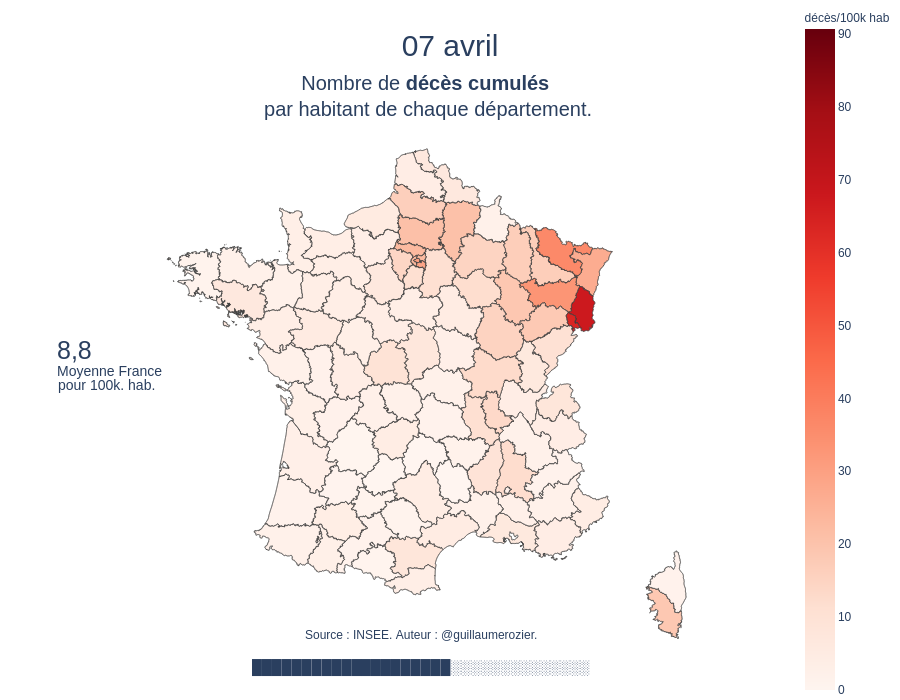 07 avril
Nombre de décès cumulés
par habitant de chaque département.
décès/100k hab
90
80
70
60
50
40
30
20
10
0
8,8
Moyenne France
pour 100k. hab.
Source : INSEE. Auteur : @guillaumerozier.